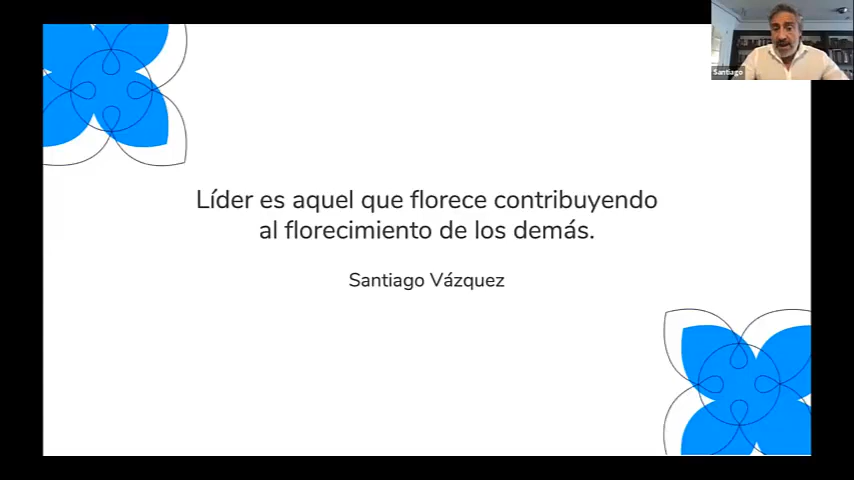 Santiago
Líder es aquel que florece contribuyendo
al florecimiento de los demás.
Santiago Vázquez